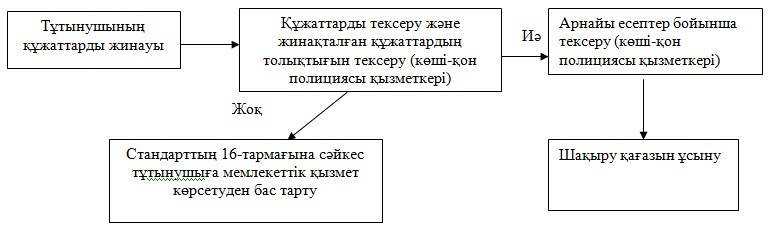 Тұтынушының
құжаттарды жинауы
Құжаттарды тексеру және
жинақталған құжаттардың
толықтығын тексеру (көші-қон
полициясы қызметкері)
Иә
Арнайы есептер бойынша
тексеру (көші-қон
полициясы қызметкері)
Жоқ
Стандарттың 16-тармағына сәйкес
тұтынушыға мемлекеттік қызмет
көрсетуден бас тарту
Шақыру қағазын ұсыну